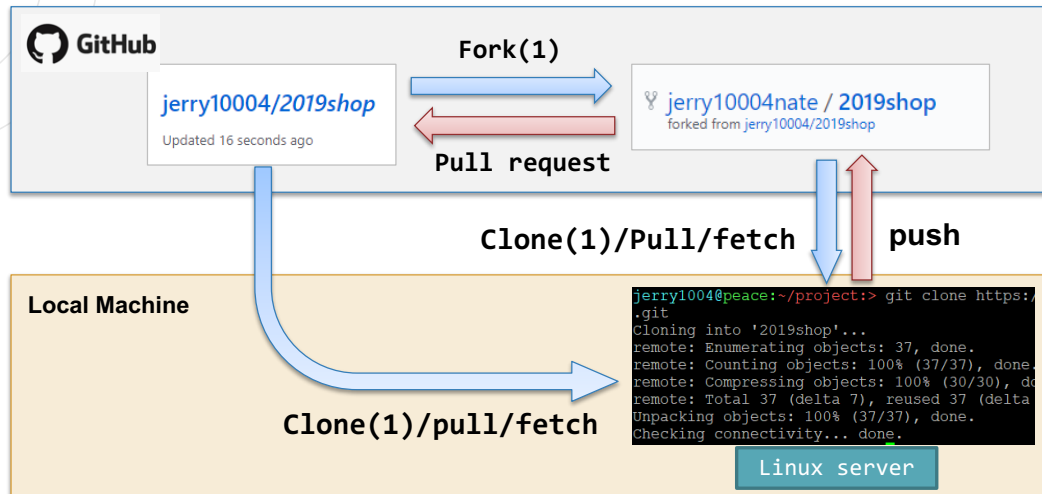 GitHub
Fork(1)
jerry10004/2019shop
Updated 16 seconds ago
jerry10004nate / 2019shop
forked from jerry10004/2019shop
Pull request
Clone(1)/Pull/fetch
push
Local Machine
jerry1004@peace:~/project:> git clone https:/
.git
Cloning into '2019shop'...
remote: Enumerating objects: 37, done.
remote: Counting objects: 100% (37/37), done.
remote: Compressing objects: 100% (30/30), do
remote: Total 37 (delta 7), reused 37 (delta
Unpacking objects: 100% (37/37), done.
Checking connectivity... done.
Clone(1)/pull/fetch
Linux server